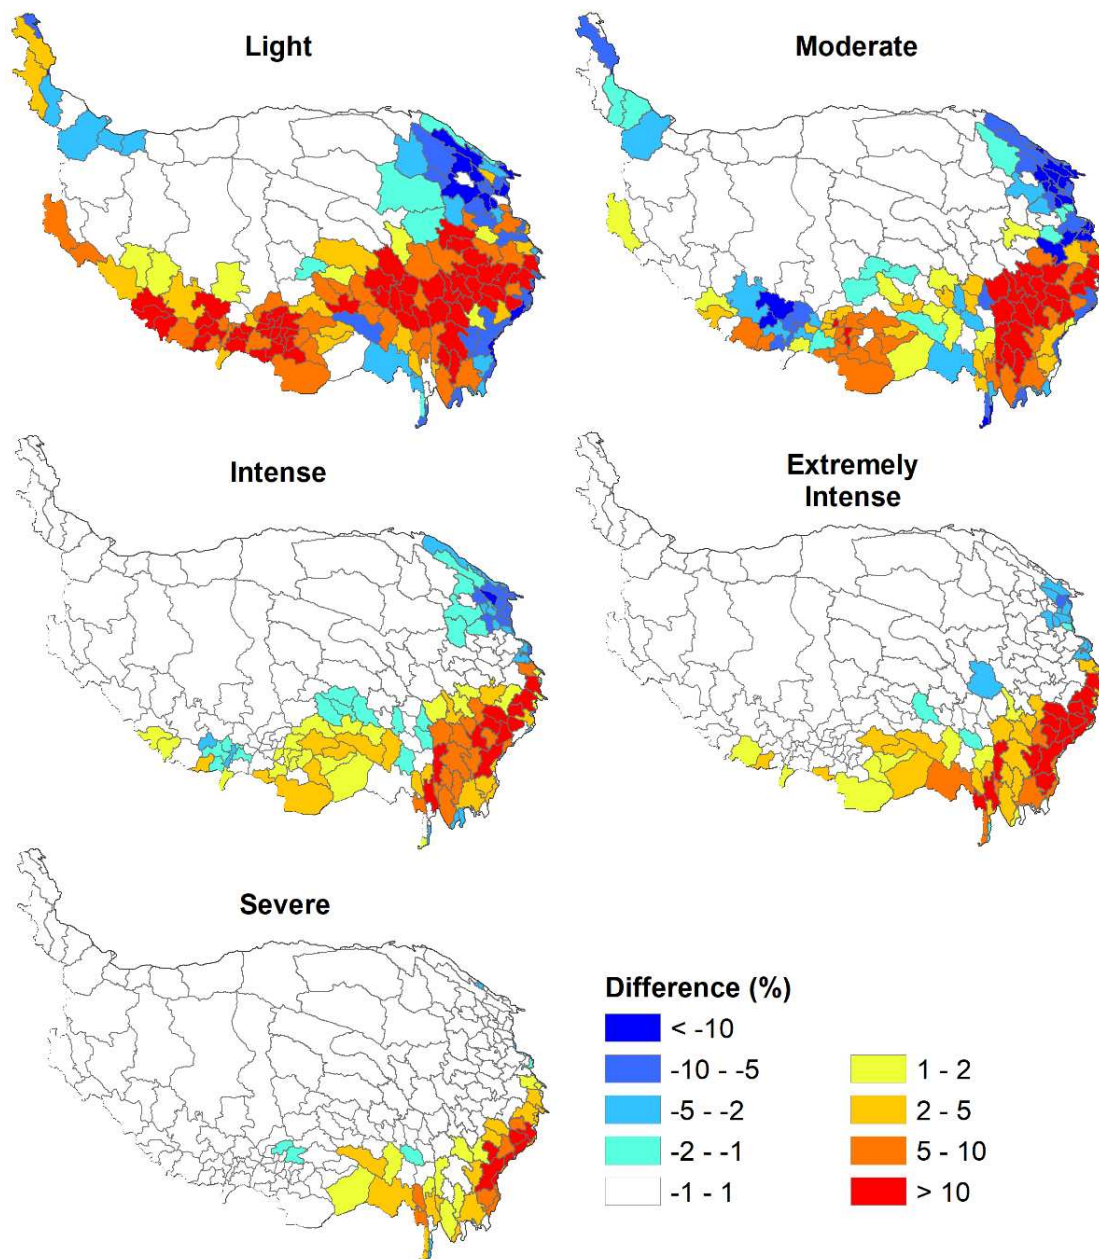 Light
Moderate
Intense
Extremely
Intense
Severe
Difference (%)
< -10
-10 - -5
-5 - -2
-2 - -1
-1 - 1
1 - 2
2 - 5
5 - 10
> 10